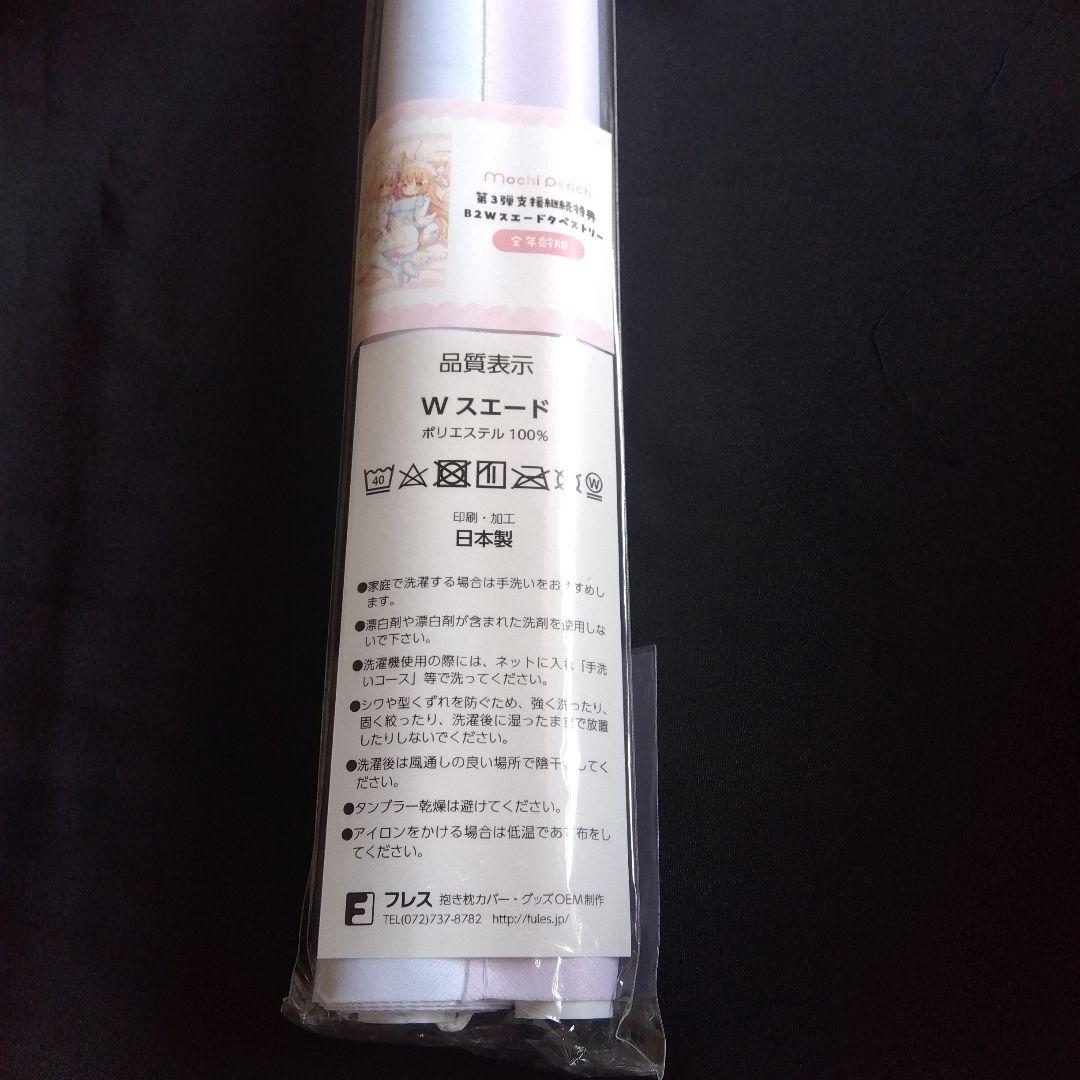 mochi peach
第3弾支援継続特典
B2Wスエードタペストリー
全年齢版
品質表示
W スエード
ポリエステル 100%
40
W
印刷・加工
日本製
●家庭で洗濯する場合は手洗いをおすすめし
ます。
●漂白剤や漂白剤が含まれた洗剤を使用しな
いで下さい。
●洗濯機使用の際には、ネットに入れ「手洗
いコース」等で洗ってください。
●シワや型くずれを防ぐため、強く洗ったり、
固く絞ったり、洗濯後に湿ったままで放置
したりしないでください。
●洗濯後は風通しの良い場所で陰干ししてく
ださい。
●タンブラー乾燥は避けてください。
●アイロンをかける場合は低温であて布をし
てください。
フレス 抱き枕カバー・グッズOEM制作
TEL(072)737-8782 http://fules.jp/